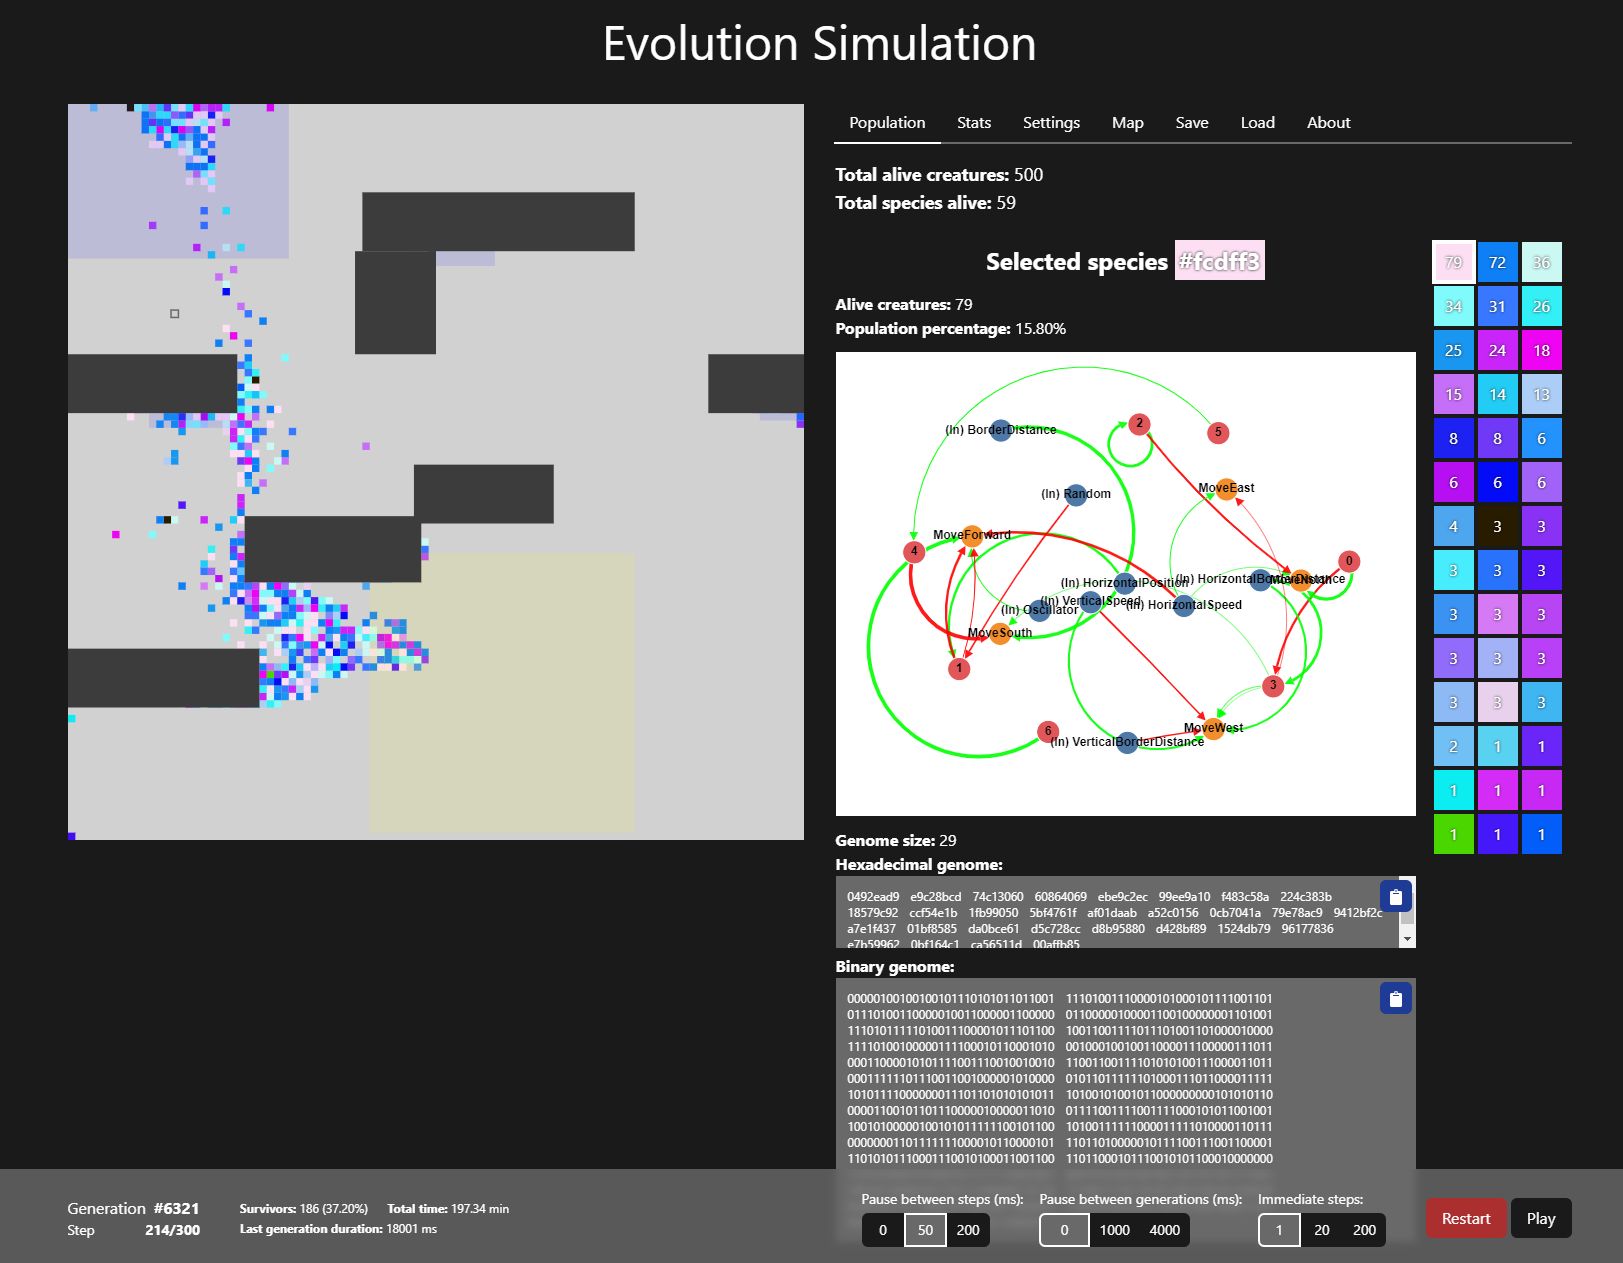 Evolution Simulation
Population Stats Settings Map Save Load About
Total alive creatures: 500
Total species alive: 59
Selected species #fcdff3
Alive creatures: 79
Population percentage: 15.80%
79 72 36
34 31 26
25 24 18
15 14 13
8 8 6
6 6 6
4 3 3
3 3 3
3 3 3
3 3 3
3 3 3
2 1 1
1 1 1
1 1 1
2
5
(In) BorderDistance
MoveEast
(In) Random
MoveForward
4
0
(In) HorizontalPosition
(In) HorizontalBorderDistance
(In) VerticalSpeed
(In) HorizontalSpeed
(In) Oscillator
MoveSouth
1
3
MoveWest
6
(In) VerticalBorderDistance
Genome size: 29
Hexadecimal genome:
0492ead9 e9c28bcd 74c13060 60864069 ebe9c2ec 99ee9a10 f483c58a 224c383b
18579c92 ccf54e1b 1fb99050 5bf4761f af01daab a52c0156 0cb7041a 79e78ac9 9412bf2c
a7e1f437 01bf8585 da0bce61 d5c728cc d8b95880 d428bf89 1524db79 96177836
e7b59962 0bf164c1 ca56511d 00affb85
Binary genome:
00000100100100101110101011011001 11101001110000101000101111001101
01110100110000010011000001100000 01100000100001100100000001101001
11101011111010011100001011101100 10011001111011101001101000010000
11110100100000111100010110001010 00100010010011000011100000111011
00011000010101111001110010010010 11001100111101010100111000011011
00011111101110011001000001010000 01011011111101000111011000011111
10101111000000011101101010101011 10100101001011000000000101010110
00001100101101110000010000011010 01111001111001111000101011001001
10010100000100101011111100101100 10100111111000011111010000110111
00000001101111111000010110000101 11011010000010111100111001100001
11010101110001110010100011001100 11011000101110010101100010000000
Generation #6321
Step 214/300
Survivors: 186 (37.20%) Total time: 197.34 min
Last generation duration: 18001 ms
Pause between steps (ms):
0 50 200
Pause between generations (ms):
0 1000 4000
Immediate steps:
1 20 200
Restart Play